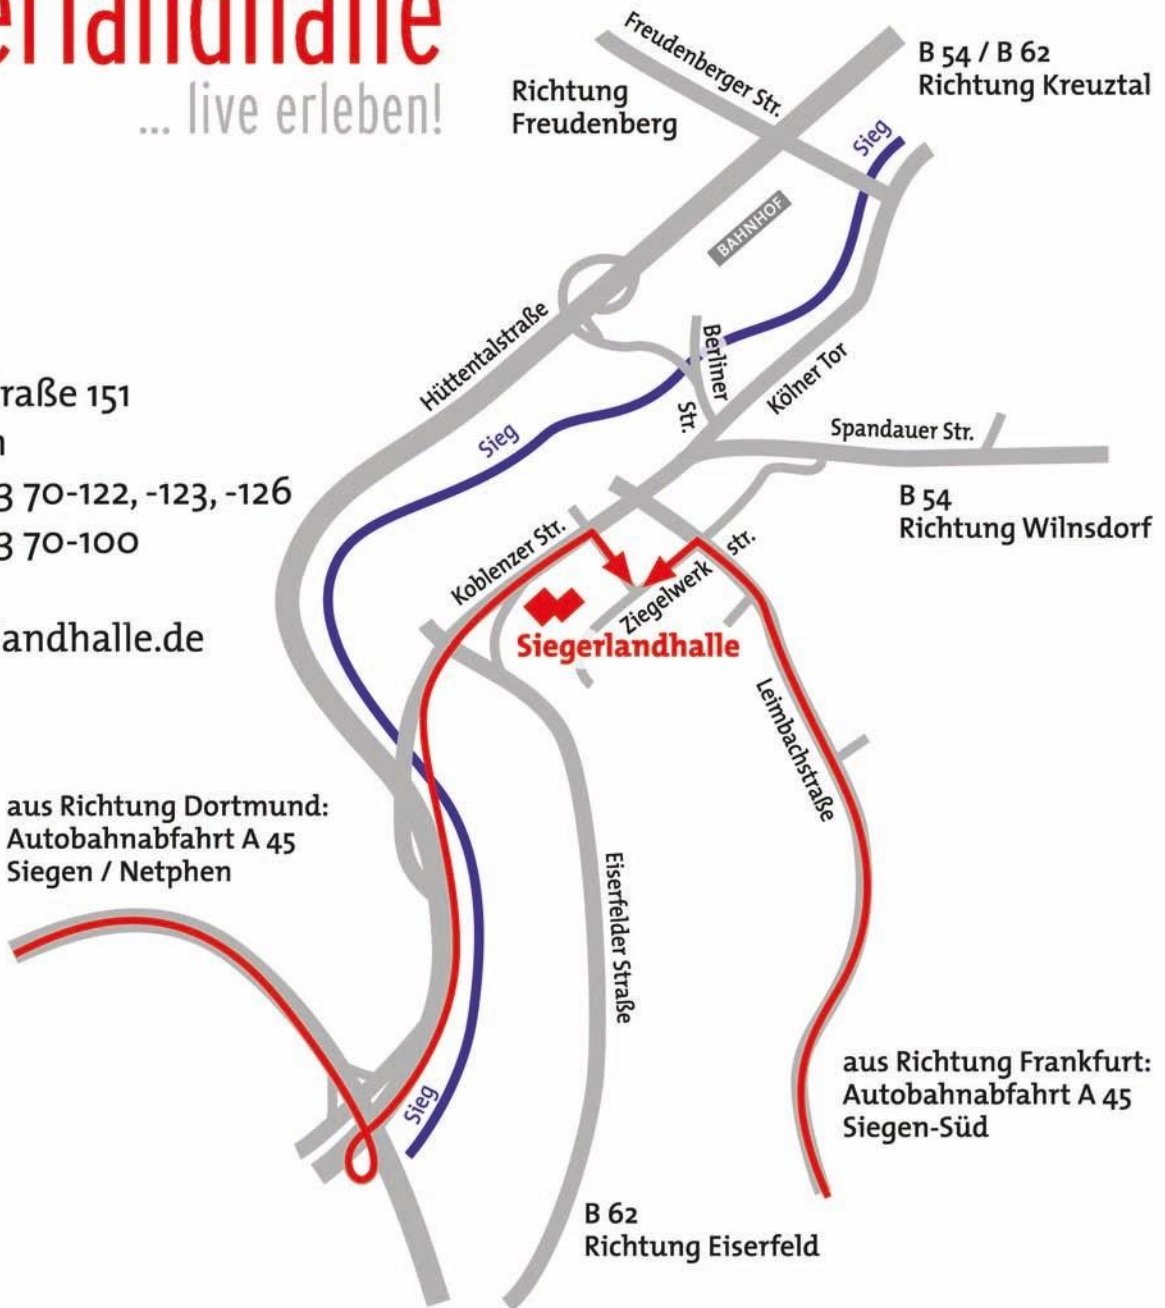 erlandhalle
... live erleben!
raße 151
3 70-122, -123, -126
3 70-100
andhalle.de
Freudenberger Str.
B 54 / B 62
Richtung Kreuztal
Richtung
Freudenberg
Sieg
BAHNHOF
Hüttentalstraße
Berliner
Str.
Kölner Tor
Sieg
Spandauer Str.
B 54
Richtung Wilnsdorf
Koblenzer Str.
Ziegelwerk
str.
Siegerlandhalle
Leimbachstraße
aus Richtung Dortmund:
Autobahnabfahrt A 45
Siegen / Netphen
Eiserfelder Straße
Sieg
aus Richtung Frankfurt:
Autobahnabfahrt A 45
Siegen-Süd
B 62
Richtung Eiserfeld